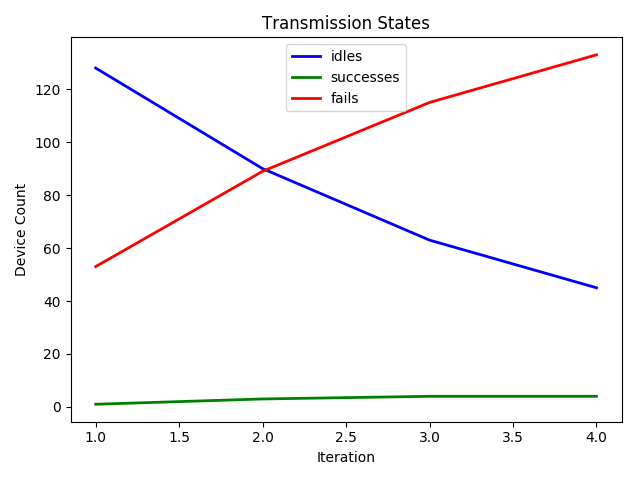 Transmission States
idles
successes
fails
Device Count
120
100
80
60
40
20
0
1.0 1.5 2.0 2.5 3.0 3.5 4.0
Iteration